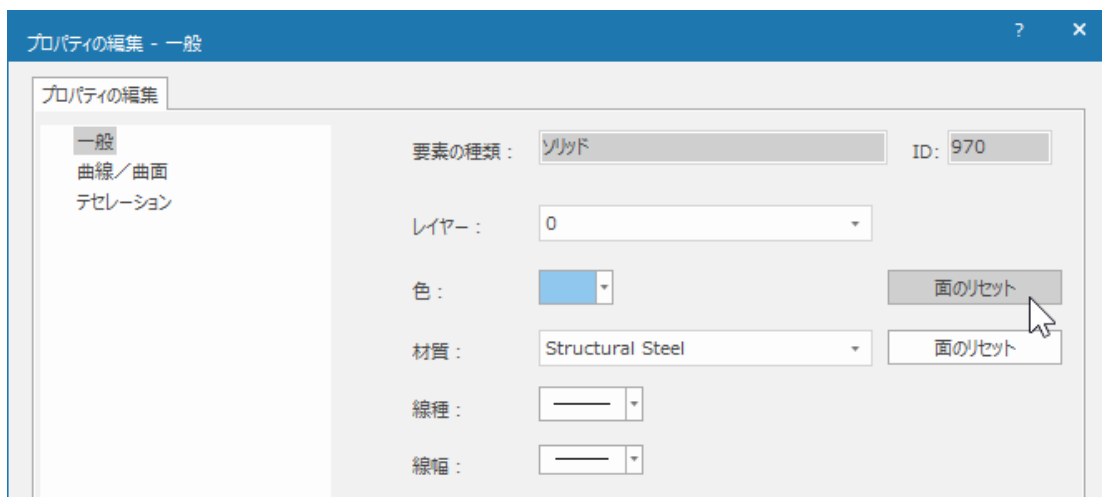 プロパティの編集 - 一般
?
プロパティの編集
一般
曲線／曲面
テセレーション
要素の種類 : ソリッド ID: 970
レイヤー : 0
色 : 面のリセット
材質 : Structural Steel 面のリセット
線種 :
線幅 :